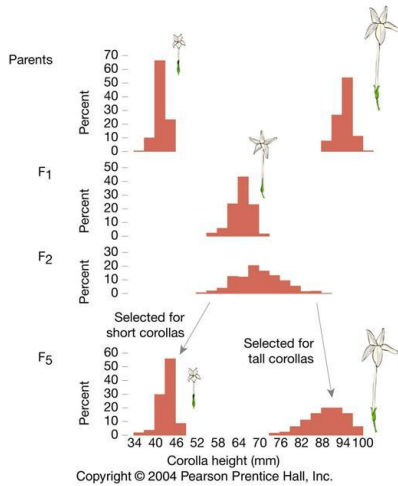 Parents
Percent
70
60
50
40
30
20
10
0
F1
Percent
50
40
30
20
10
0
F2
Percent
30
20
10
0
Selected for
short corollas
Selected for
tall corollas
F5
Percent
60
50
40
30
20
10
0
34 40 46 52 58 64 70 76 82 88 94 100
Corolla height (mm)
Copyright © 2004 Pearson Prentice Hall, Inc.